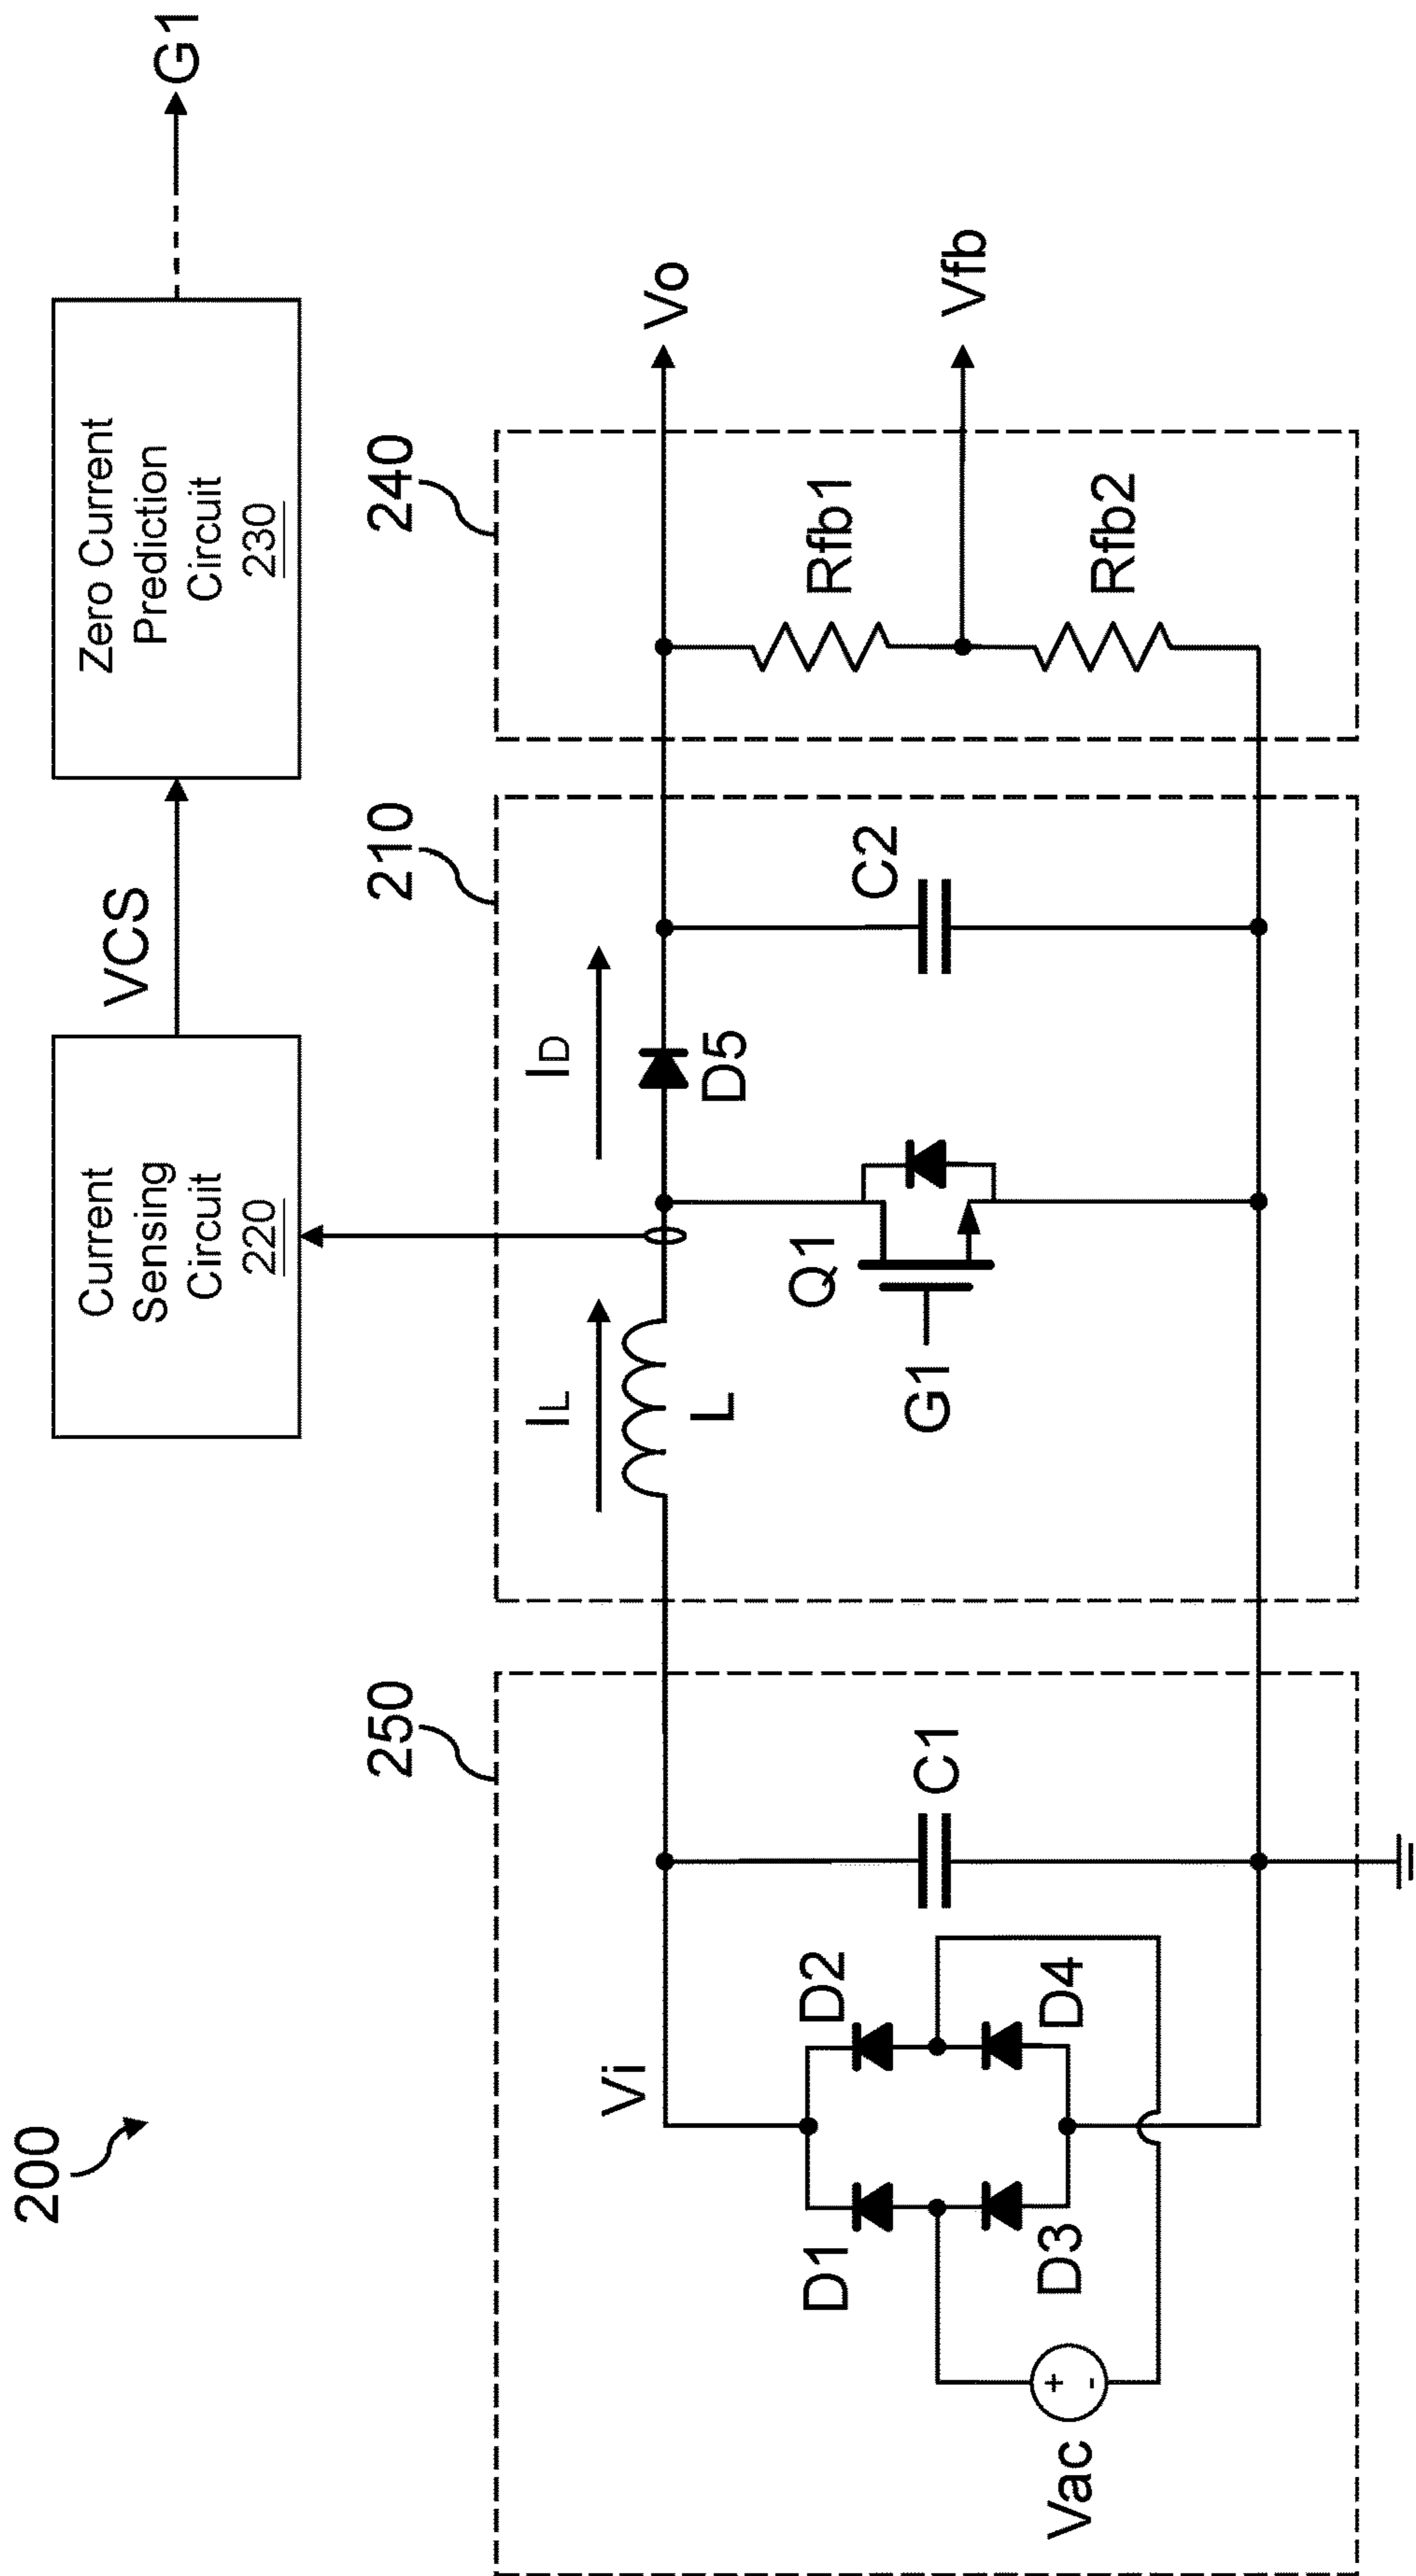 200
Current
Sensing
Circuit
220
VCS
Zero Current
Prediction
Circuit
230
G1
250
210
240
Vi
IL
ID
Vo
L
D5
D1
D2
C1
Q1
C2
Rfb1
G1
Vfb
D3
D4
Rfb2
Vac
+
-